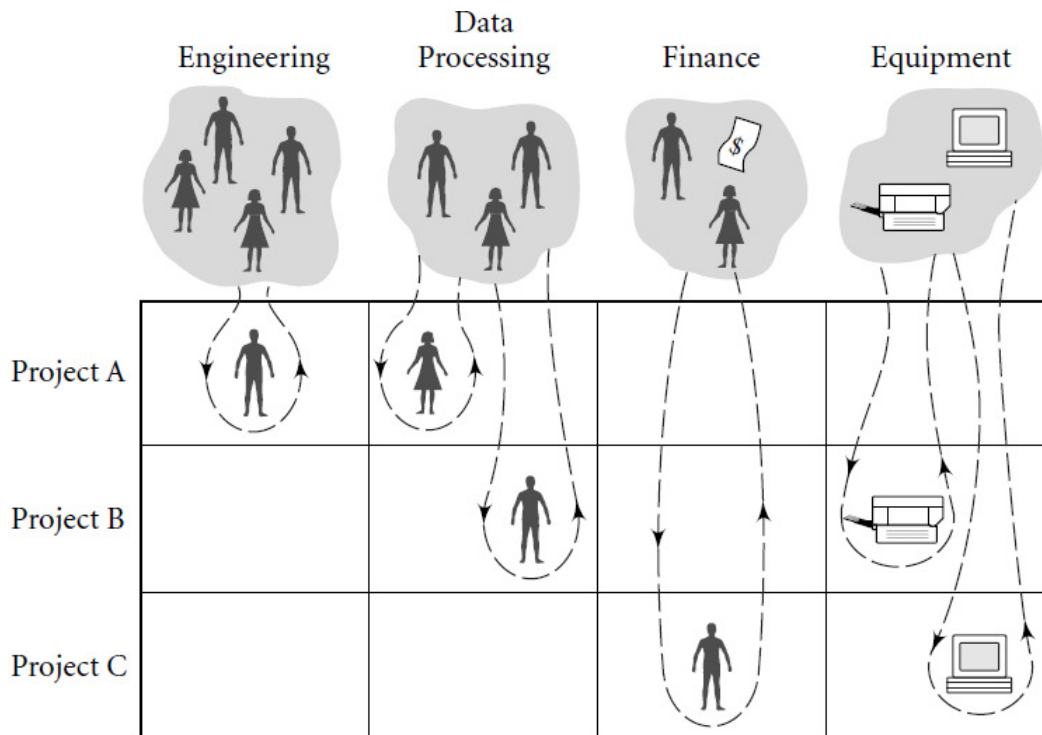 Engineering
Data
Processing
Finance
Equipment
$
Project A
Project B
Project C